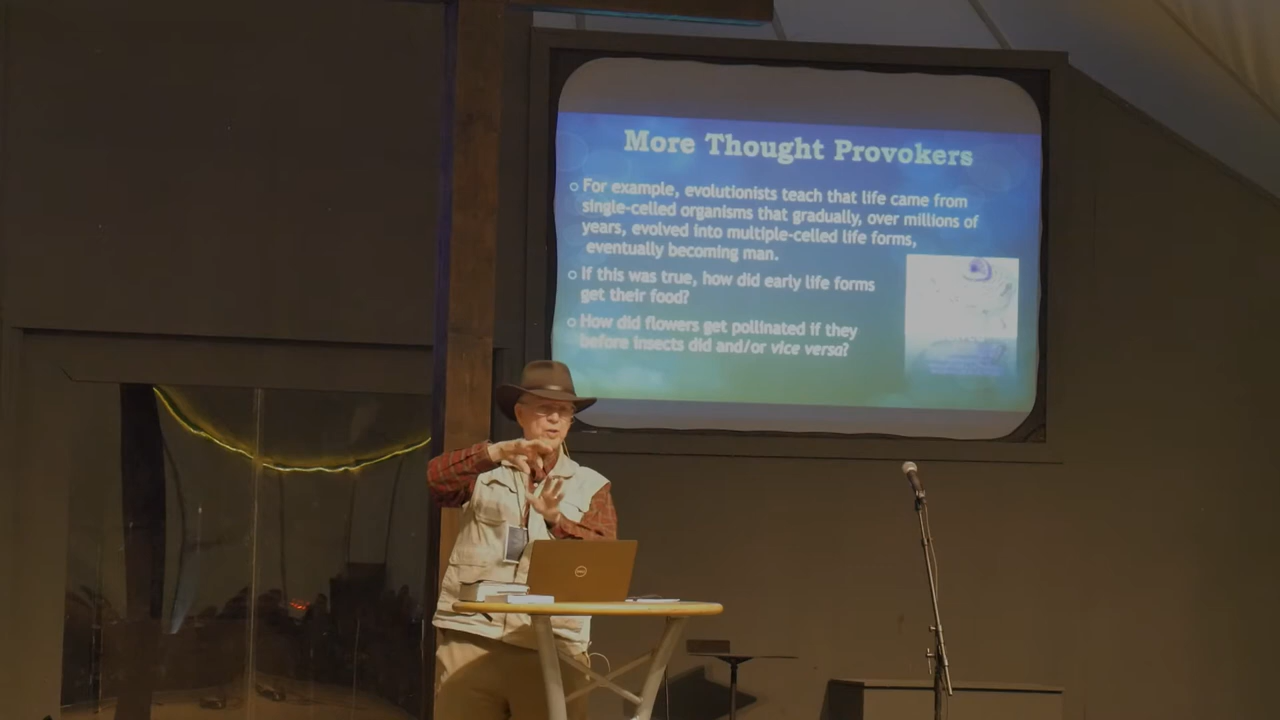 More Thought Provokers
For example, evolutionists teach that life came from
single-celled organisms that gradually, over millions of
years, evolved into multiple-celled life forms,
eventually becoming man.
If this was true, how did early life forms
get their food?
How did flowers get pollinated if they
before insects did and/or vice versa?
DELL